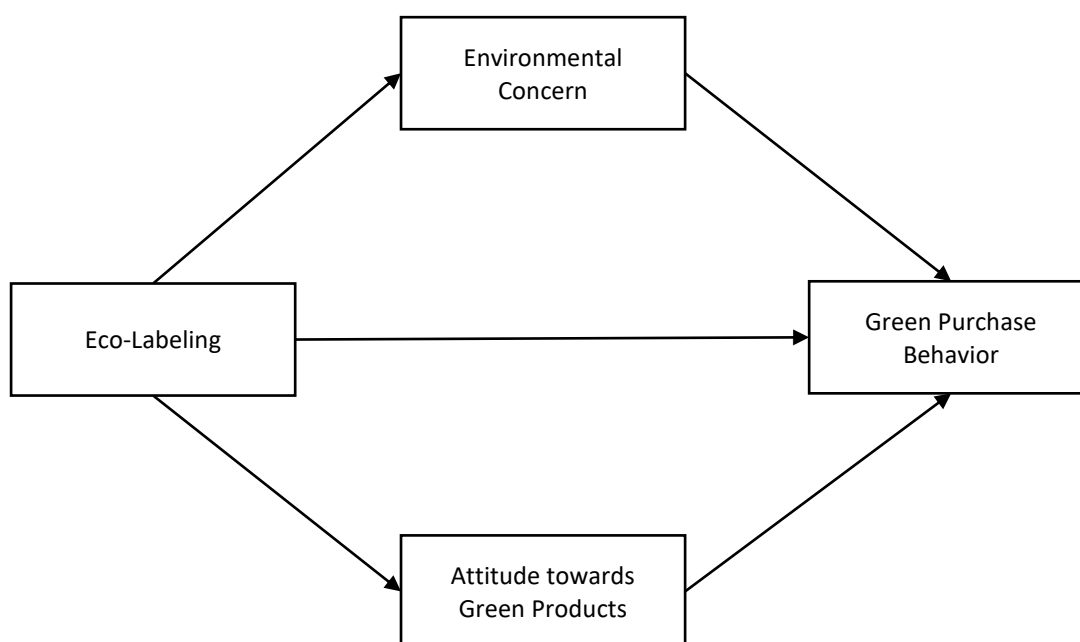 Environmental
Concern
Eco-Labeling
Green Purchase
Behavior
Attitude towards
Green Products